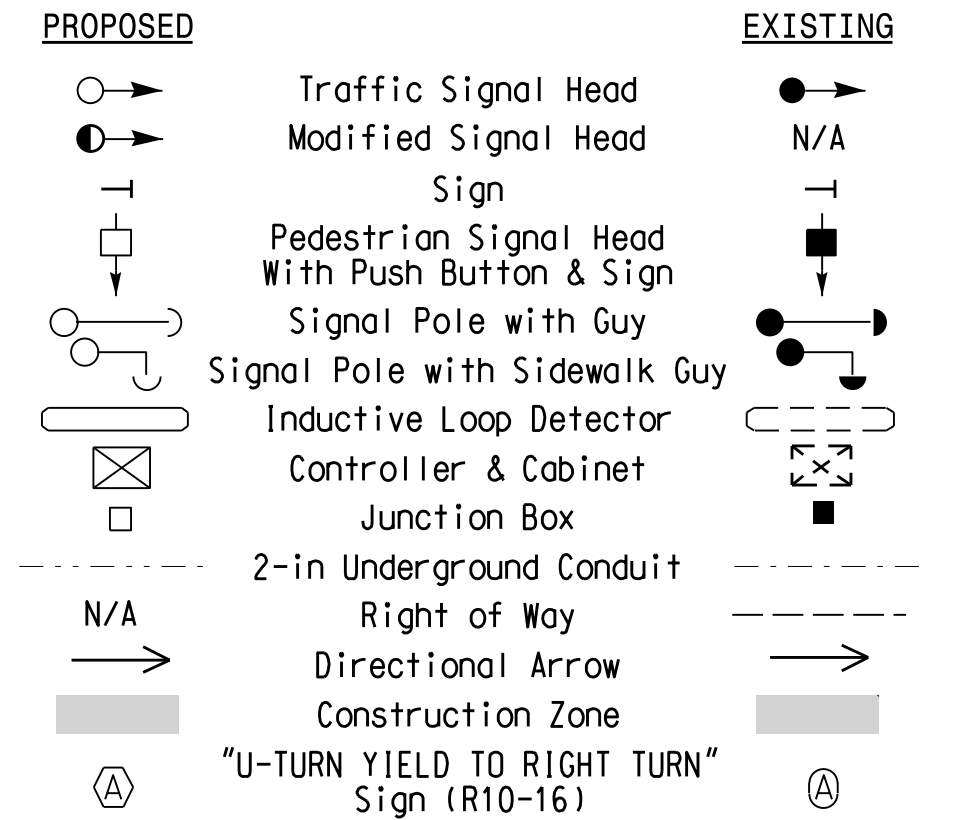 PROPOSED EXISTING
Traffic Signal Head
Modified Signal Head N/A
Sign
Pedestrian Signal Head
With Push Button & Sign
Signal Pole with Guy
Signal Pole with Sidewalk Guy
Inductive Loop Detector
Controller & Cabinet
Junction Box
2-in Underground Conduit
N/A Right of Way
Directional Arrow
Construction Zone
"U-TURN YIELD TO RIGHT TURN"
A Sign (R10-16) A